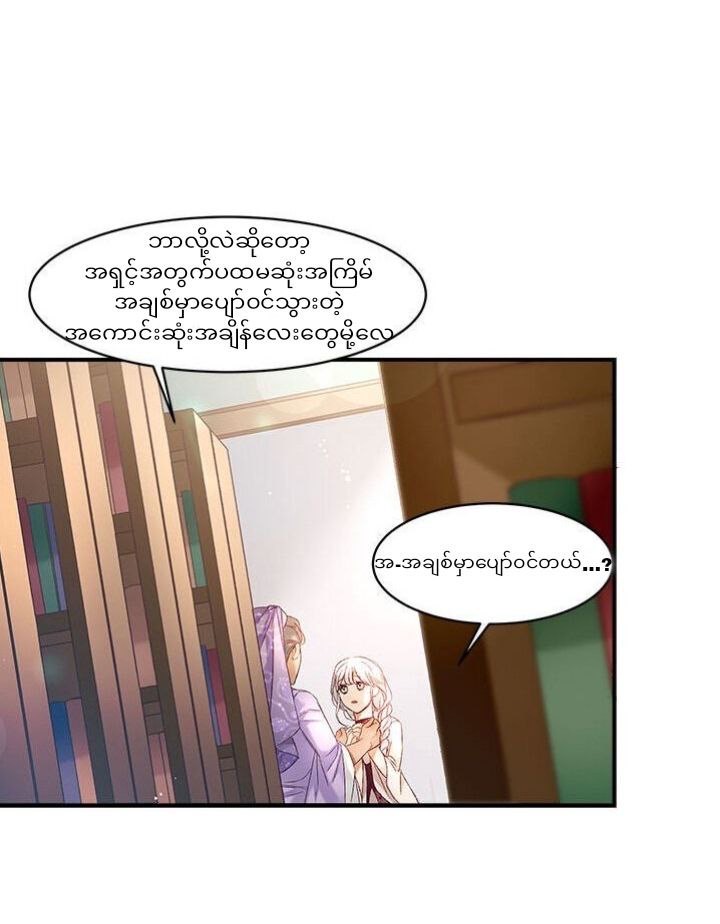 ဘာလို့လဲဆိုတော့
အရှင့်အတွက်ပထမဆုံးအကြိမ်
အချစ်မှာပျော်ဝင်သွားတဲ့
အကောင်းဆုံးအချိန်လေးတွေမို့လေ
အ-အချစ်မှာပျော်ဝင်တယ်...?